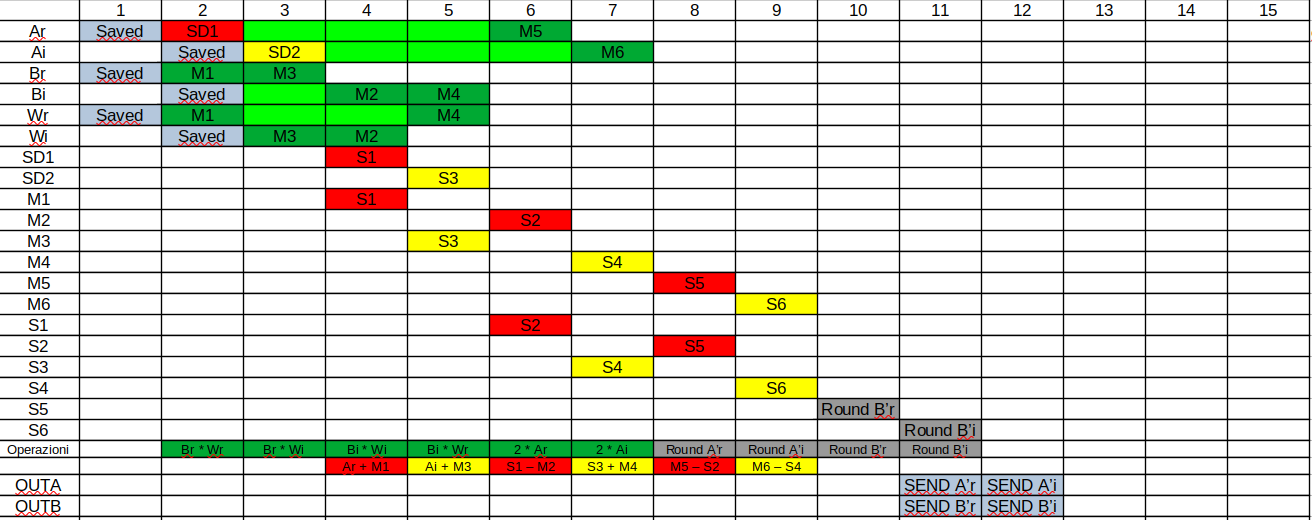 1 2 3 4 5 6 7 8 9 10 11 12 13 14 15
Ar Saved SD1 M5
Ai Saved SD2 M6
Br Saved M1 M3
Bi Saved M2 M4
Wr Saved M1 M4
Wi Saved M3 M2
SD1 S1
SD2 S3
M1 S1
M2 S2
M3 S3
M4 S4
M5 S5
M6 S6
S1 S2
S2 S5
S3 S4
S4 S6
S5 Round B'r
S6 Round B'i
Operazioni Br * Wr Br * Wi Bi * Wi Bi * Wr 2 * Ar 2 * Ai Round A'r Round A'i Round B'r Round B'i
Ar + M1 Ai + M3 S1 – M2 S3 + M4 M5 – S2 M6 – S4
OUTA SEND A'r SEND A'i
OUTB SEND B'r SEND B'i